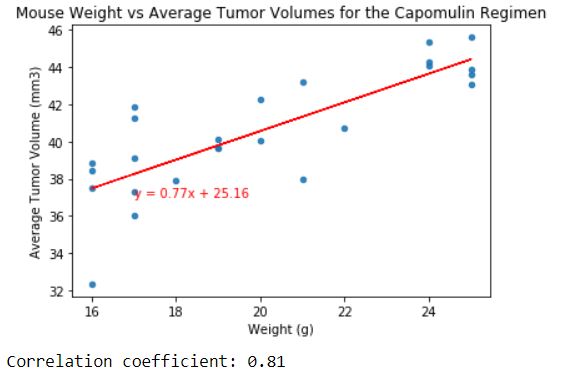 Mouse Weight vs Average Tumor Volumes for the Capomulin Regimen
46
44
42
40
38
36
34
32
Average Tumor Volume (mm3)
y = 0.77x + 25.16
16 18 20 22 24
Weight (g)
Correlation coefficient: 0.81